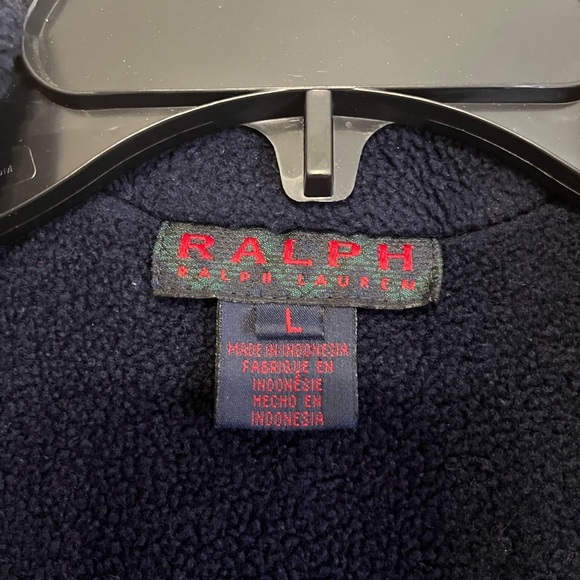 RALPH
RALPH LAUREN
L
MADE IN INDONESIA
FABRIQUE EN
INDONÉSIE
HECHO EN
INDONESIA